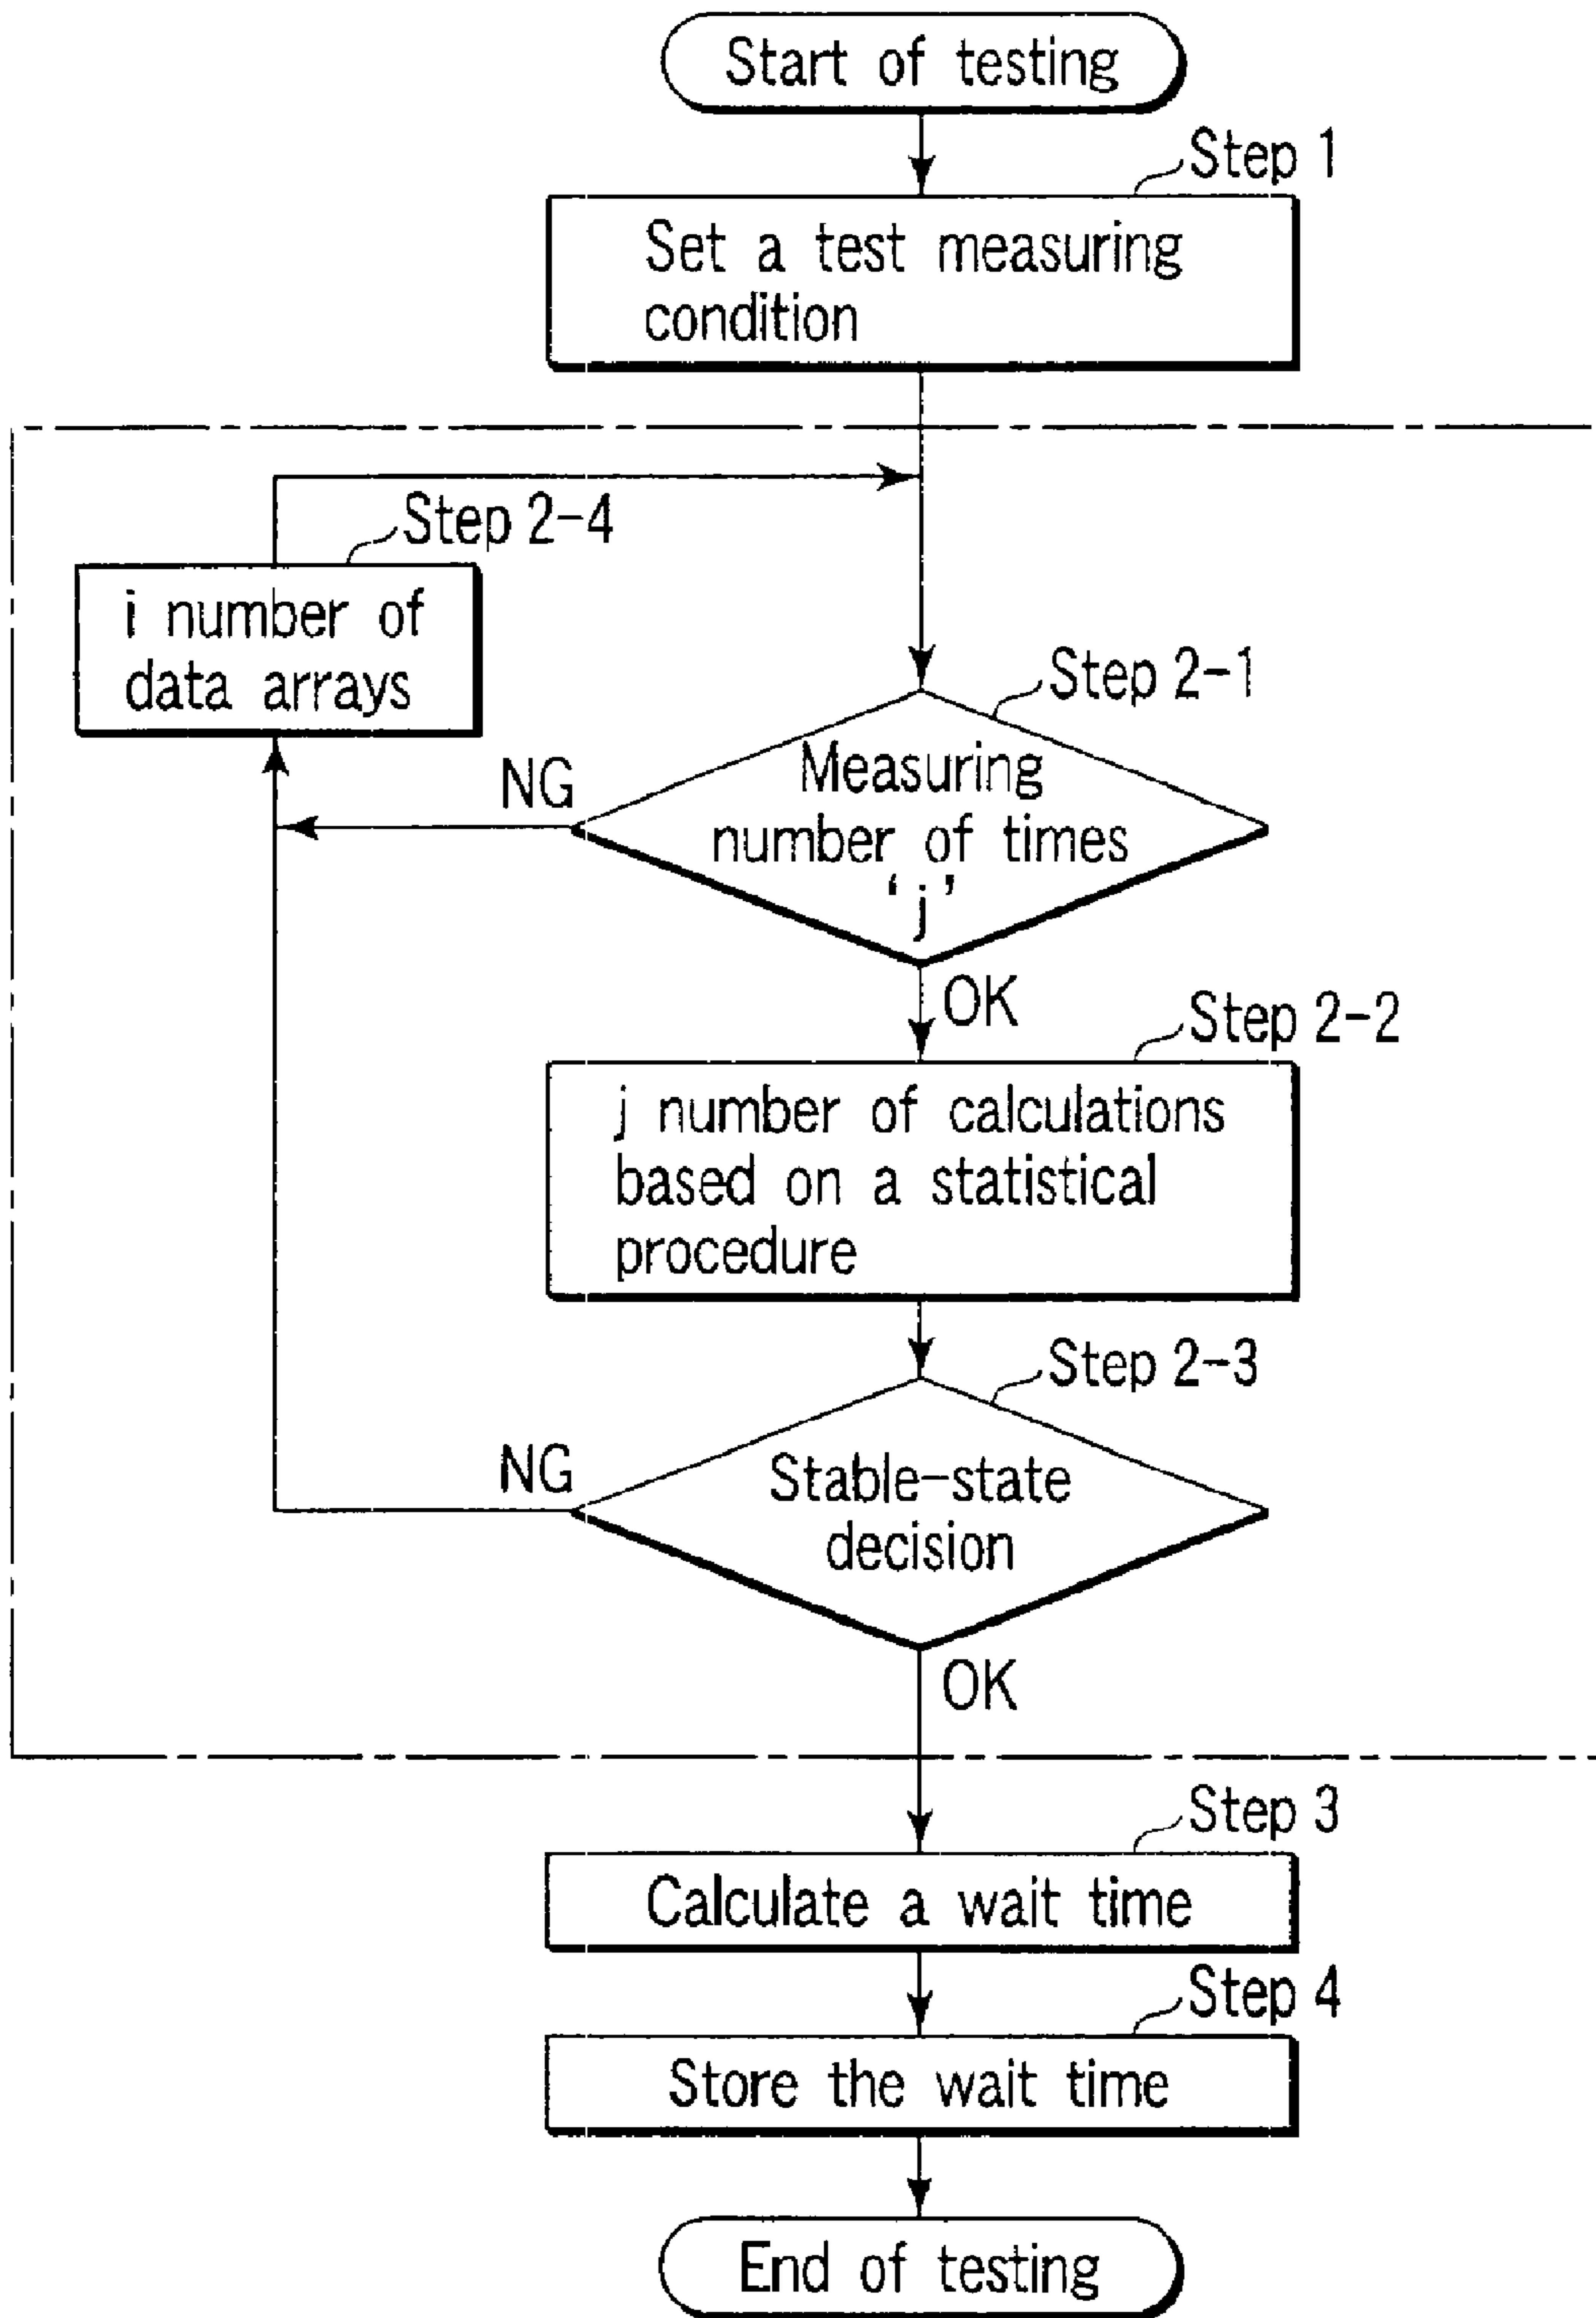 Start of testing
Step 1
Set a test measuring
condition
Step 2-4
i number of
data arrays
Step 2-1
Measuring
number of times
‘j’
NG
OK
Step 2-2
j number of calculations
based on a statistical
procedure
Step 2-3
Stable-state
decision
NG
OK
Step 3
Calculate a wait time
Step 4
Store the wait time
End of testing